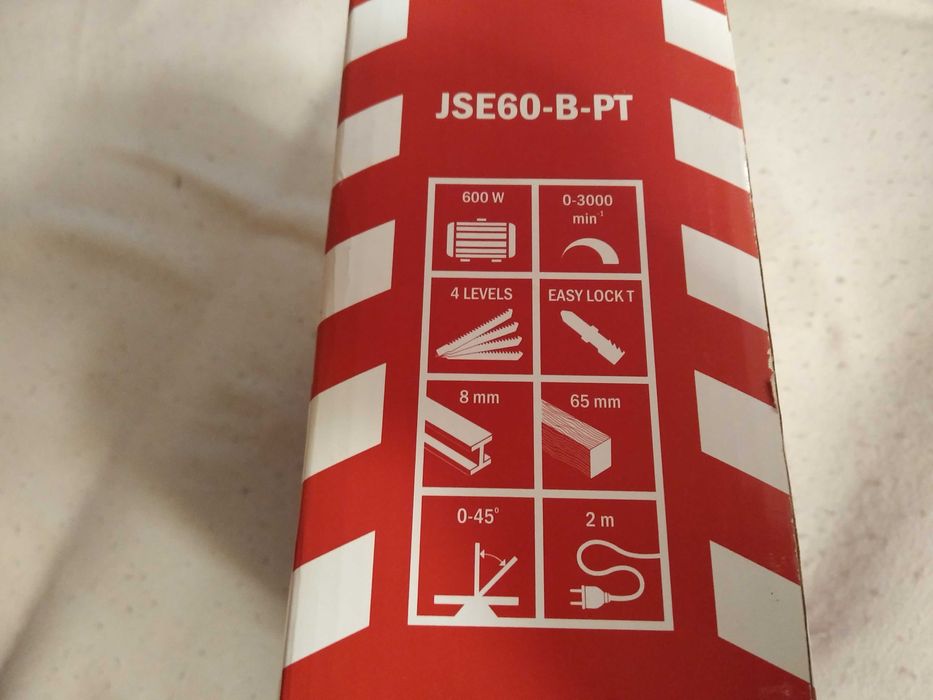 JSE60-B-PT
600 W
0-3000
min⁻¹
4 LEVELS
EASY LOCK T
8 mm
65 mm
0-45°
2 m